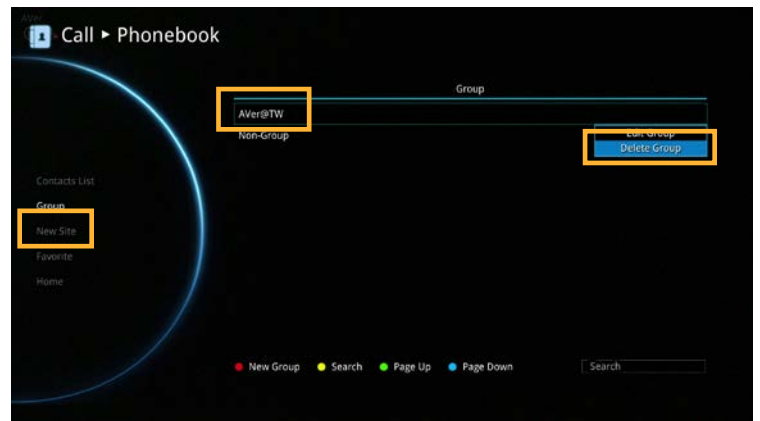 AVer
Call ▸ Phonebook
Group
AVer@TW
Non-Group
Edit Group
Delete Group
Contacts List
Group
New Site
Favorite
Home
New Group Search Page Up Page Down Search